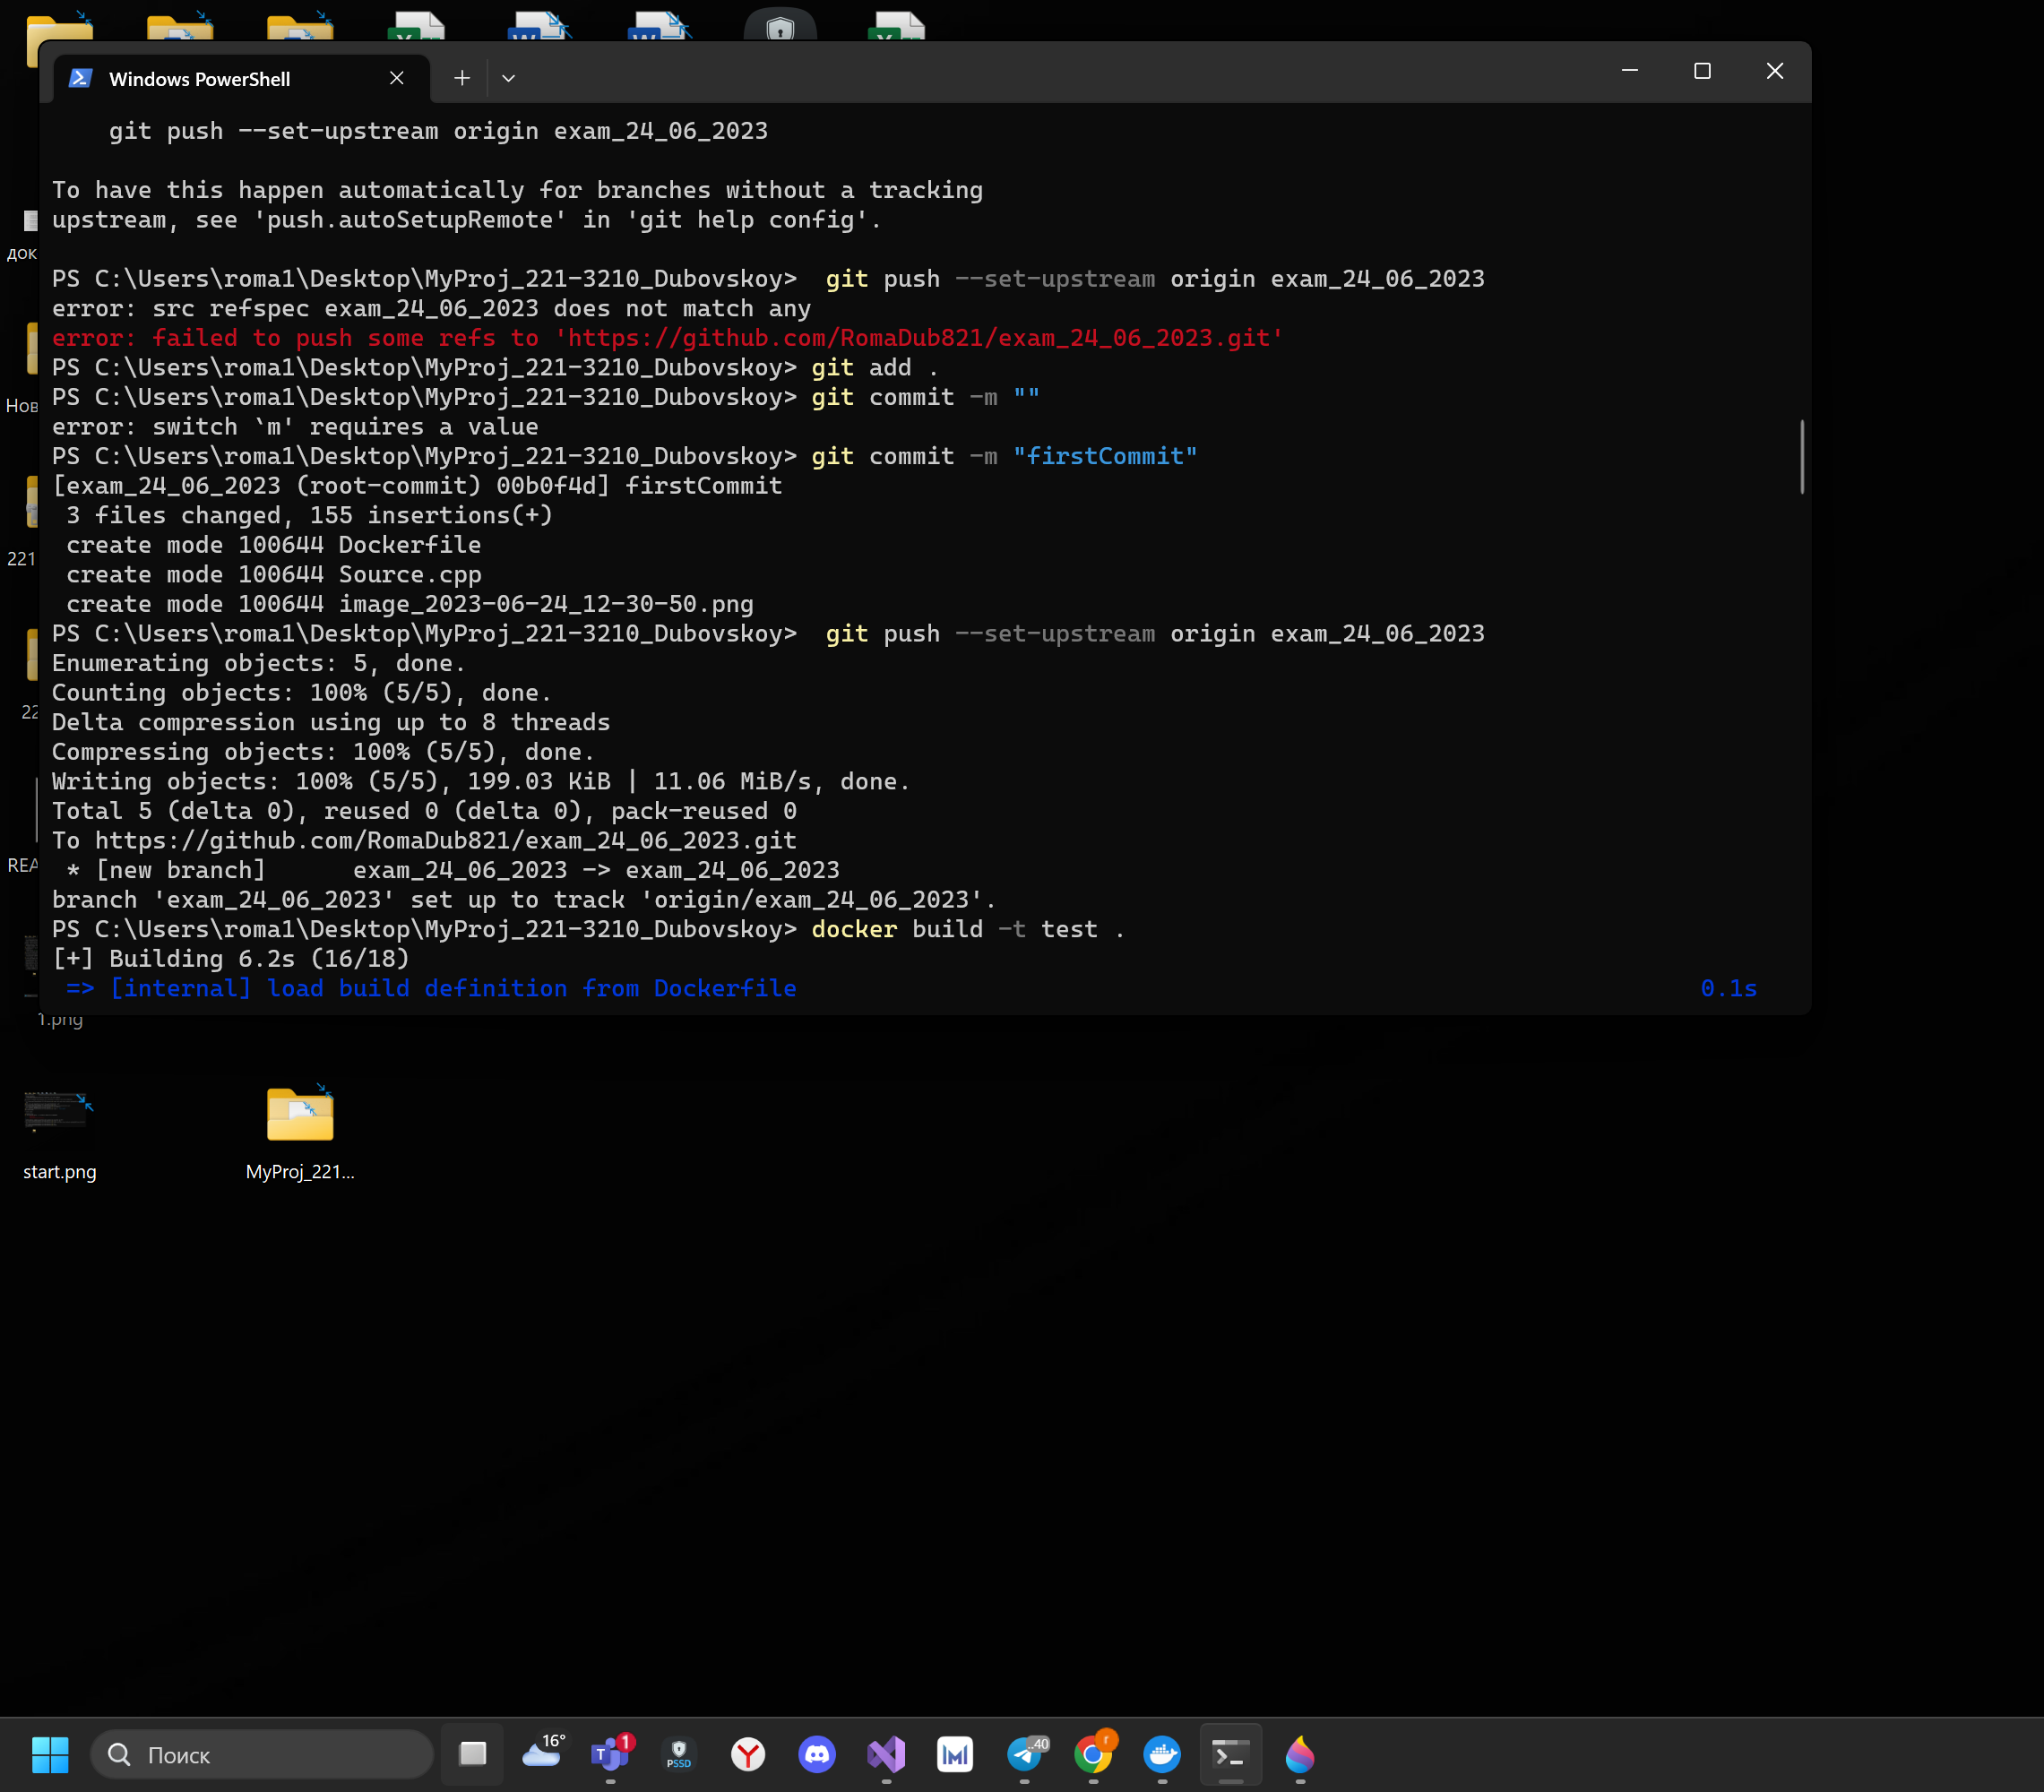 Windows PowerShell
git push --set-upstream origin exam_24_06_2023
To have this happen automatically for branches without a tracking
upstream, see 'push.autoSetupRemote' in 'git help config'.
PS C:\Users\roma1\Desktop\MyProj_221-3210_Dubovskoy>  git push --set-upstream origin exam_24_06_2023
error: src refspec exam_24_06_2023 does not match any
error: failed to push some refs to 'https://github.com/RomaDub821/exam_24_06_2023.git'
PS C:\Users\roma1\Desktop\MyProj_221-3210_Dubovskoy> git add .
PS C:\Users\roma1\Desktop\MyProj_221-3210_Dubovskoy> git commit -m ""
error: switch `m' requires a value
PS C:\Users\roma1\Desktop\MyProj_221-3210_Dubovskoy> git commit -m "firstCommit"
[exam_24_06_2023 (root-commit) 00b0f4d] firstCommit
 3 files changed, 155 insertions(+)
 create mode 100644 Dockerfile
 create mode 100644 Source.cpp
 create mode 100644 image_2023-06-24_12-30-50.png
PS C:\Users\roma1\Desktop\MyProj_221-3210_Dubovskoy>  git push --set-upstream origin exam_24_06_2023
Enumerating objects: 5, done.
Counting objects: 100% (5/5), done.
Delta compression using up to 8 threads
Compressing objects: 100% (5/5), done.
Writing objects: 100% (5/5), 199.03 KiB | 11.06 MiB/s, done.
Total 5 (delta 0), reused 0 (delta 0), pack-reused 0
To https://github.com/RomaDub821/exam_24_06_2023.git
 * [new branch]      exam_24_06_2023 -> exam_24_06_2023
branch 'exam_24_06_2023' set up to track 'origin/exam_24_06_2023'.
PS C:\Users\roma1\Desktop\MyProj_221-3210_Dubovskoy> docker build -t test .
[+] Building 6.2s (16/18)
 => [internal] load build definition from Dockerfile 0.1s
док
Нов
221
22
REA
1.png
start.png
MyProj_221...
Поиск
16°
1
PSSD
..40
r